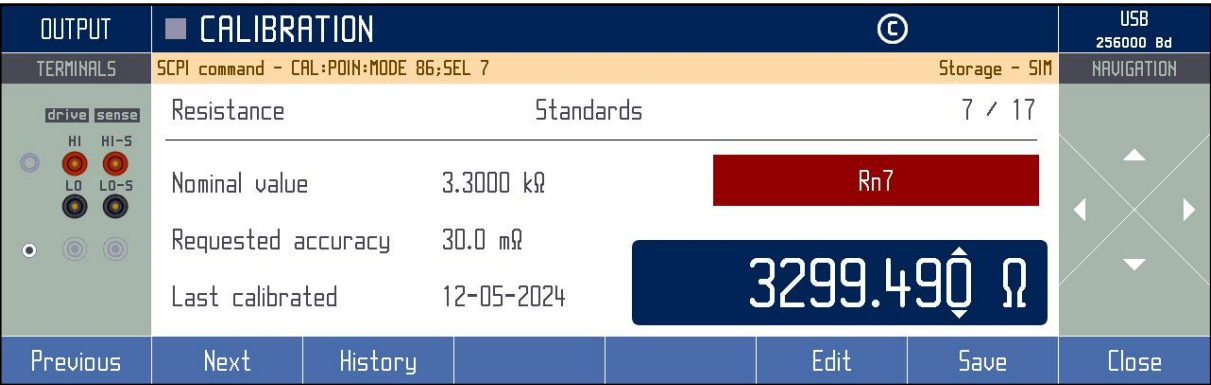 OUTPUT
CALIBRATION
©
USB
256000 Bd
TERMINALS
SCPI command - CAL:POIN:MODE 86;SEL 7
Storage - SIM
NAVIGATION
drive sense
HI HI-S
LO LO-S
Resistance Standards 7 / 17
Nominal value 3.3000 kΩ
Rn7
Requested accuracy 30.0 mΩ
Last calibrated 12-05-2024
3299.490 Ω
Previous Next History Edit Save Close